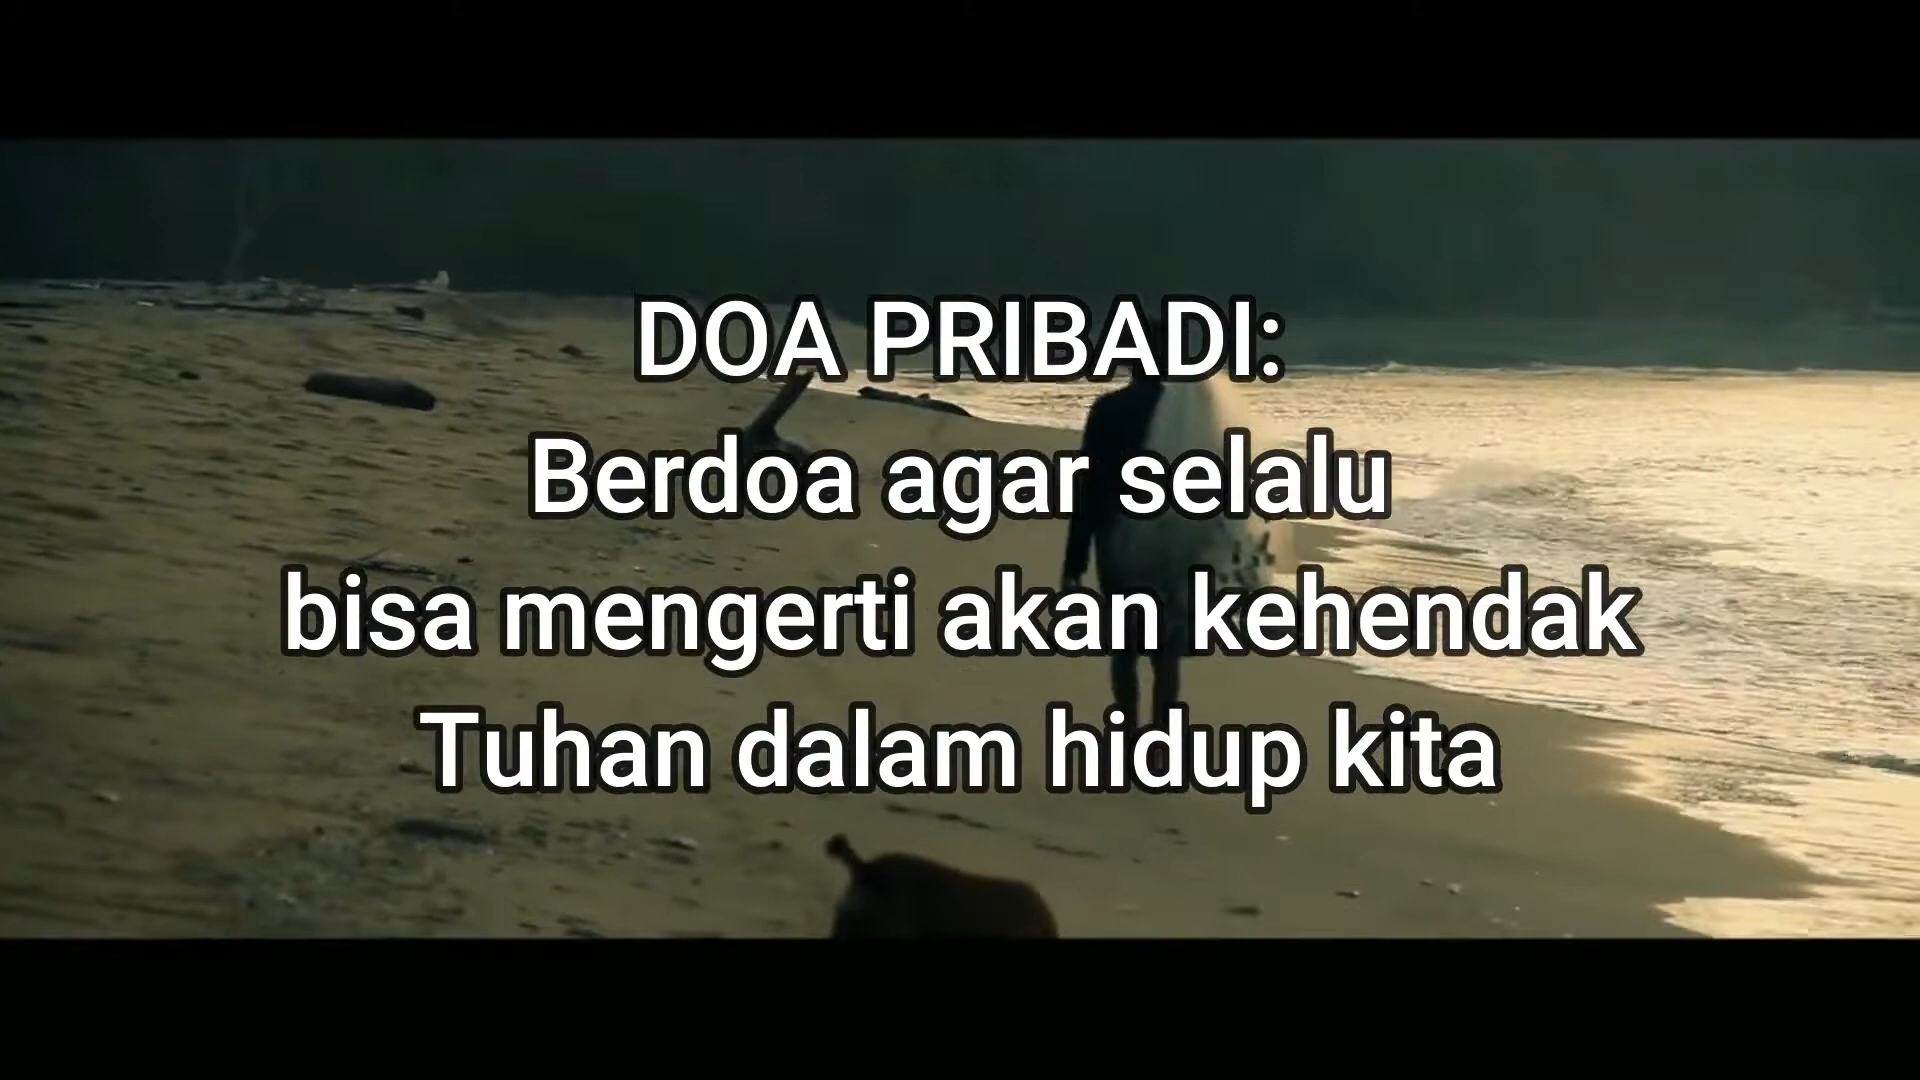 DOA PRIBADI:
Berdoa agar selalu
bisa mengerti akan kehendak
Tuhan dalam hidup kita